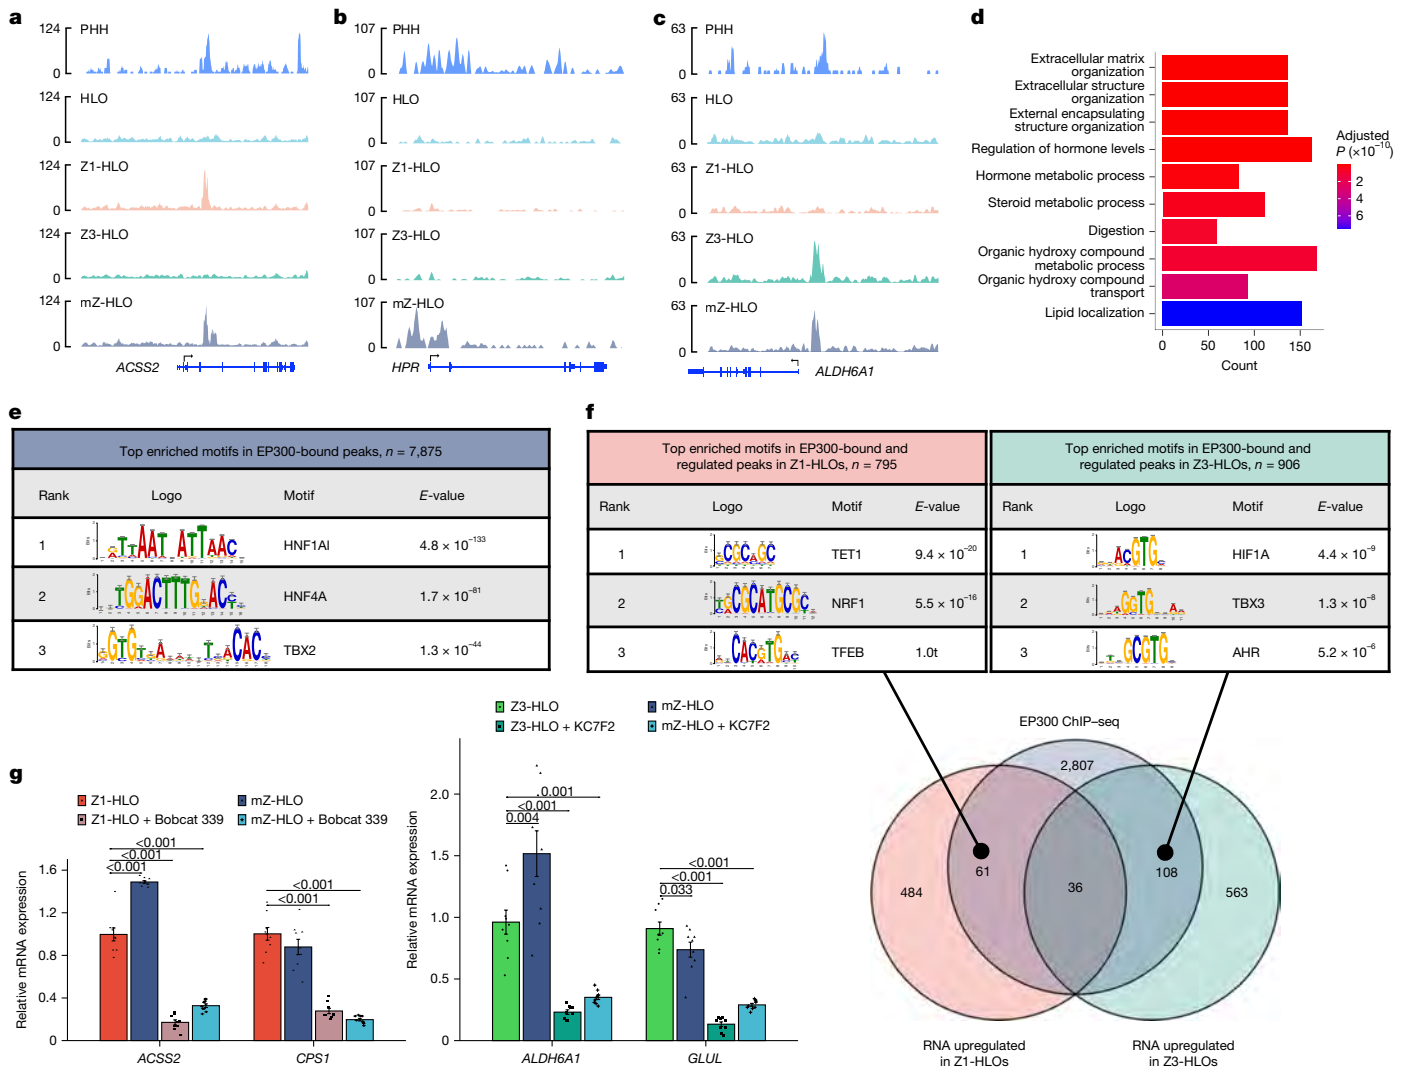 a
124
0
PHH
124
0
HLO
124
0
Z1-HLO
124
0
Z3-HLO
124
0
mZ-HLO
ACSS2
b
107
0
PHH
107
0
HLO
107
0
Z1-HLO
107
0
Z3-HLO
107
0
mZ-HLO
HPR
c
63
0
PHH
63
0
HLO
63
0
Z1-HLO
63
0
Z3-HLO
63
0
mZ-HLO
ALDH6A1
d
Extracellular matrix
organization
Extracellular structure
organization
External encapsulating
structure organization
Regulation of hormone levels
Hormone metabolic process
Steroid metabolic process
Digestion
Organic hydroxy compound
metabolic process
Organic hydroxy compound
transport
Lipid localization
0 50 100 150
Count
Adjusted
P (×10⁻¹⁰)
2
4
6
e
Top enriched motifs in EP300-bound peaks, n = 7,875
Rank Logo Motif E-value
1 HNF1AI 4.8 × 10⁻¹³³
2 HNF4A 1.7 × 10⁻⁸¹
3 TBX2 1.3 × 10⁻⁴⁴
f
Top enriched motifs in EP300-bound and
regulated peaks in Z1-HLOs, n = 795
Rank Logo Motif E-value
1 TET1 9.4 × 10⁻²⁰
2 NRF1 5.5 × 10⁻¹⁶
3 TFEB 1.0t
Top enriched motifs in EP300-bound and
regulated peaks in Z3-HLOs, n = 906
Rank Logo Motif E-value
1 HIF1A 4.4 × 10⁻⁹
2 TBX3 1.3 × 10⁻⁸
3 AHR 5.2 × 10⁻⁶
EP300 ChIP–seq
2,807
61
108
484
36
563
RNA upregulated
in Z1-HLOs
RNA upregulated
in Z3-HLOs
g
Z1-HLO mZ-HLO
Z1-HLO + Bobcat 339 mZ-HLO + Bobcat 339
Relative mRNA expression
1.6
1.2
0.8
0.4
0
<0.001
<0.001
<0.001
<0.001
<0.001
ACSS2 CPS1
Z3-HLO mZ-HLO
Z3-HLO + KC7F2 mZ-HLO + KC7F2
Relative mRNA expression
2.0
1.5
1.0
0.5
0
0.001
<0.001
0.004
<0.001
<0.001
0.033
ALDH6A1 GLUL